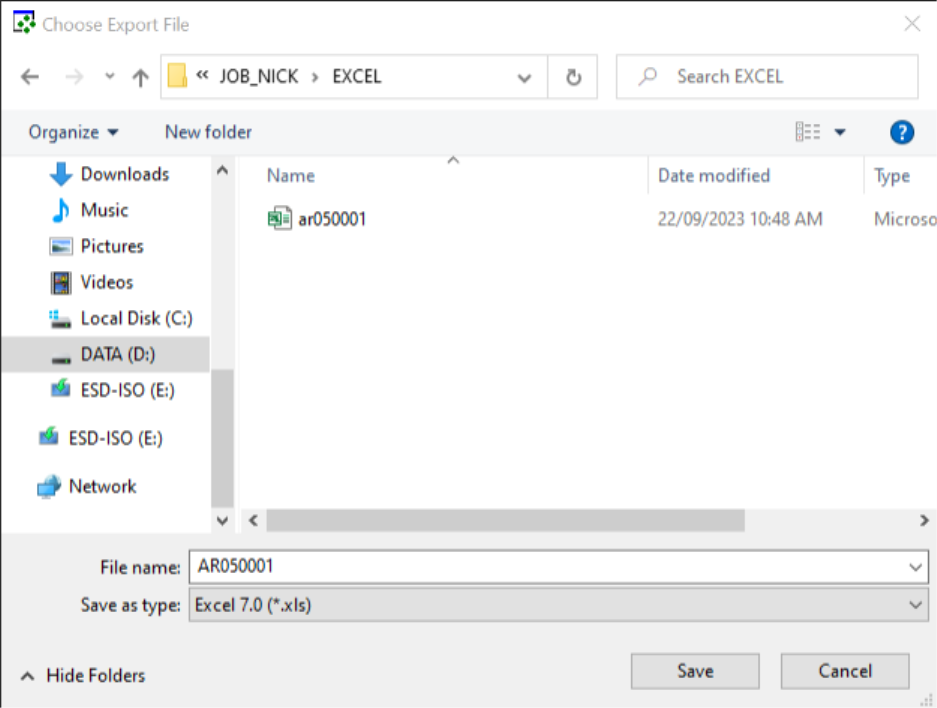 Choose Export File
« JOB_NICK › EXCEL
Search EXCEL
Organize
New folder
?
Downloads
Music
Pictures
Videos
Local Disk (C:)
DATA (D:)
ESD-ISO (E:)
ESD-ISO (E:)
Network
Name Date modified Type
ar050001 22/09/2023 10:48 AM Microso
File name: AR050001
Save as type: Excel 7.0 (*.xls)
Hide Folders
Save
Cancel